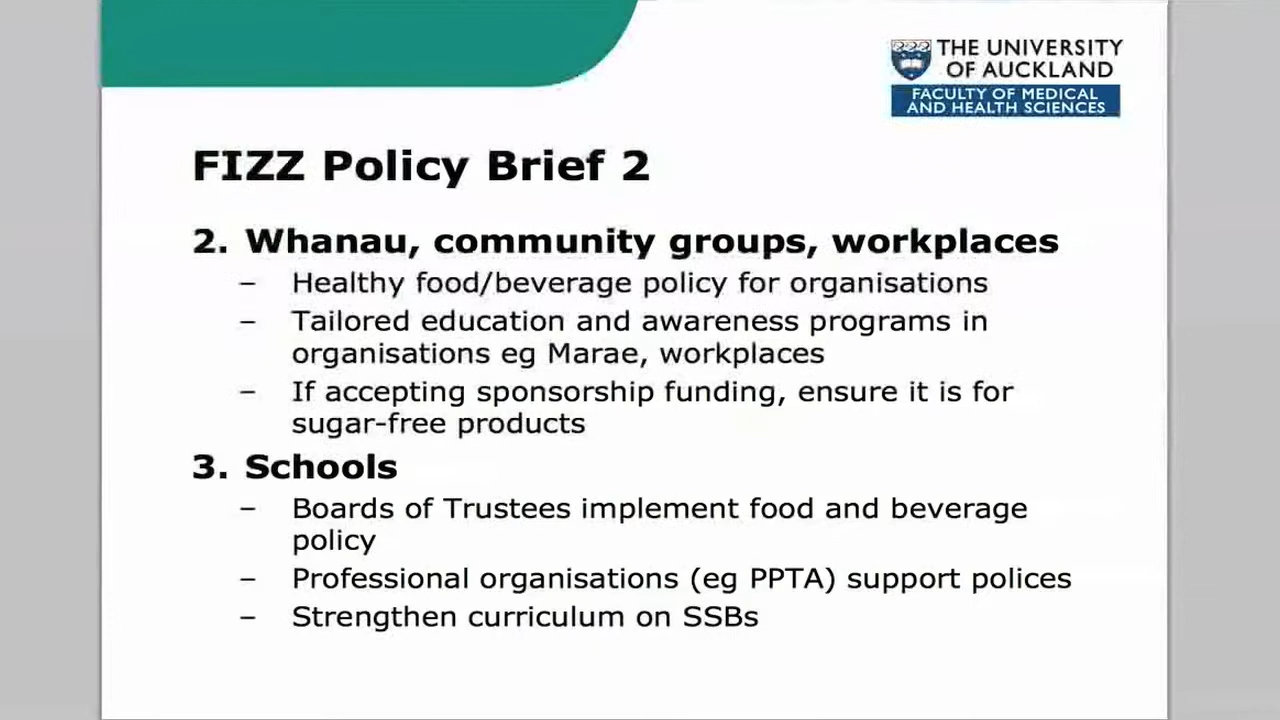 THE UNIVERSITY
OF AUCKLAND
FACULTY OF MEDICAL
AND HEALTH SCIENCES
FIZZ Policy Brief 2
2. Whanau, community groups, workplaces
– Healthy food/beverage policy for organisations
– Tailored education and awareness programs in
organisations eg Marae, workplaces
– If accepting sponsorship funding, ensure it is for
sugar-free products
3. Schools
– Boards of Trustees implement food and beverage
policy
– Professional organisations (eg PPTA) support polices
– Strengthen curriculum on SSBs